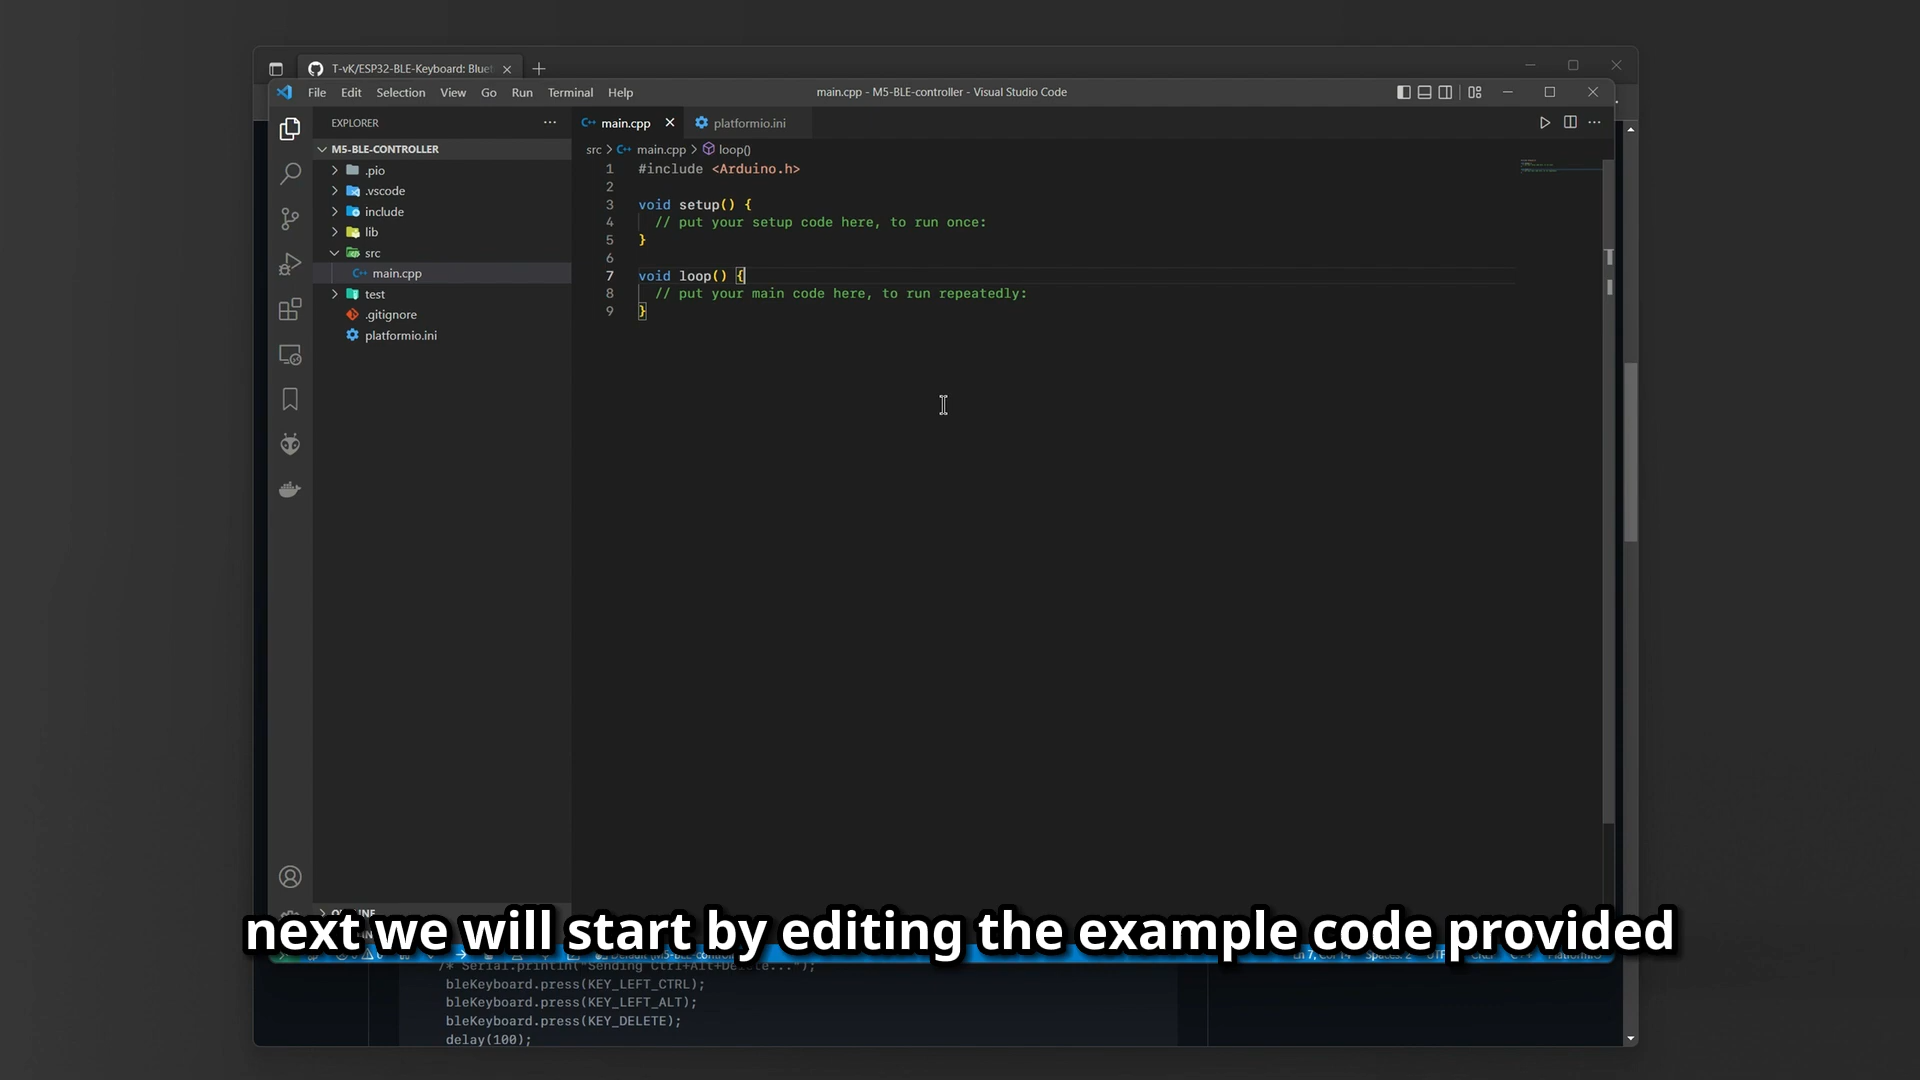 T-vK/ESP32-BLE-Keyboard: Bluet
File Edit Selection View Go Run Terminal Help
main.cpp - M5-BLE-controller - Visual Studio Code
EXPLORER
M5-BLE-CONTROLLER
.pio
.vscode
include
lib
src
main.cpp
test
.gitignore
platformio.ini
main.cpp
platformio.ini
src > main.cpp > loop()
1 #include <Arduino.h>
2
3 void setup() {
4 // put your setup code here, to run once:
5 }
6
7 void loop() {
8 // put your main code here, to run repeatedly:
9 }
next we will start by editing the example code provided
/* Serial.println("Sending Ctrl+Alt+Delete...");
bleKeyboard.press(KEY_LEFT_CTRL);
bleKeyboard.press(KEY_LEFT_ALT);
bleKeyboard.press(KEY_DELETE);
delay(100);